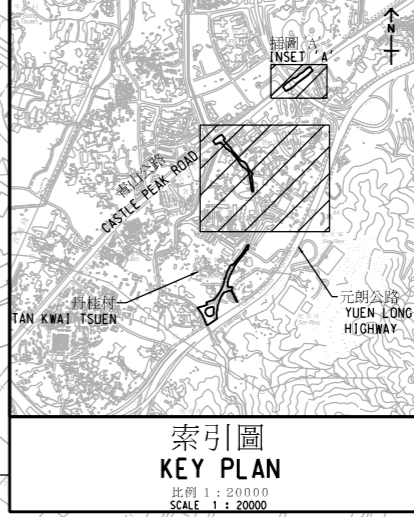 N
插圖 'A'
INSET 'A'
青山公路
CASTLE PEAK ROAD
丹桂村
TAN KWAI TSUEN
元朗公路
YUEN LONG
HIGHWAY
索引圖
KEY PLAN
比例 1 : 20000
SCALE 1 : 20000